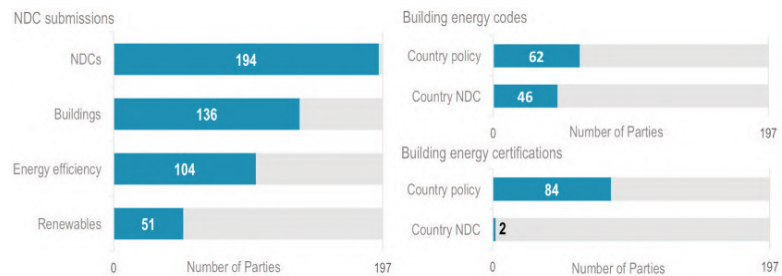 NDC submissions
NDCs 194
Buildings 136
Energy efficiency 104
Renewables 51
0 Number of Parties 197
Building energy codes
Country policy 62
Country NDC 46
0 Number of Parties 197
Building energy certifications
Country policy 84
Country NDC 2
0 Number of Parties 197